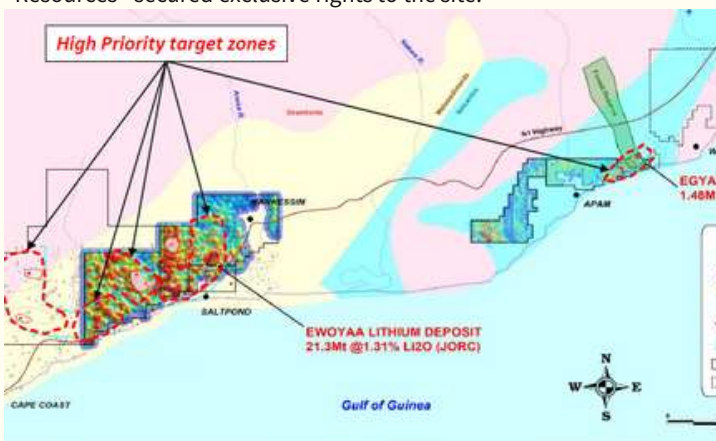 Resources" secured exclusive rights to the site.
High Priority target zones
N1 Highway
EGYA
1.48M
APAM
SALTPOND
EWOYAA LITHIUM DEPOSIT
21.3Mt @1.31% LI2O (JORC)
CAPE COAST
Gulf of Guinea
N
W
E
S